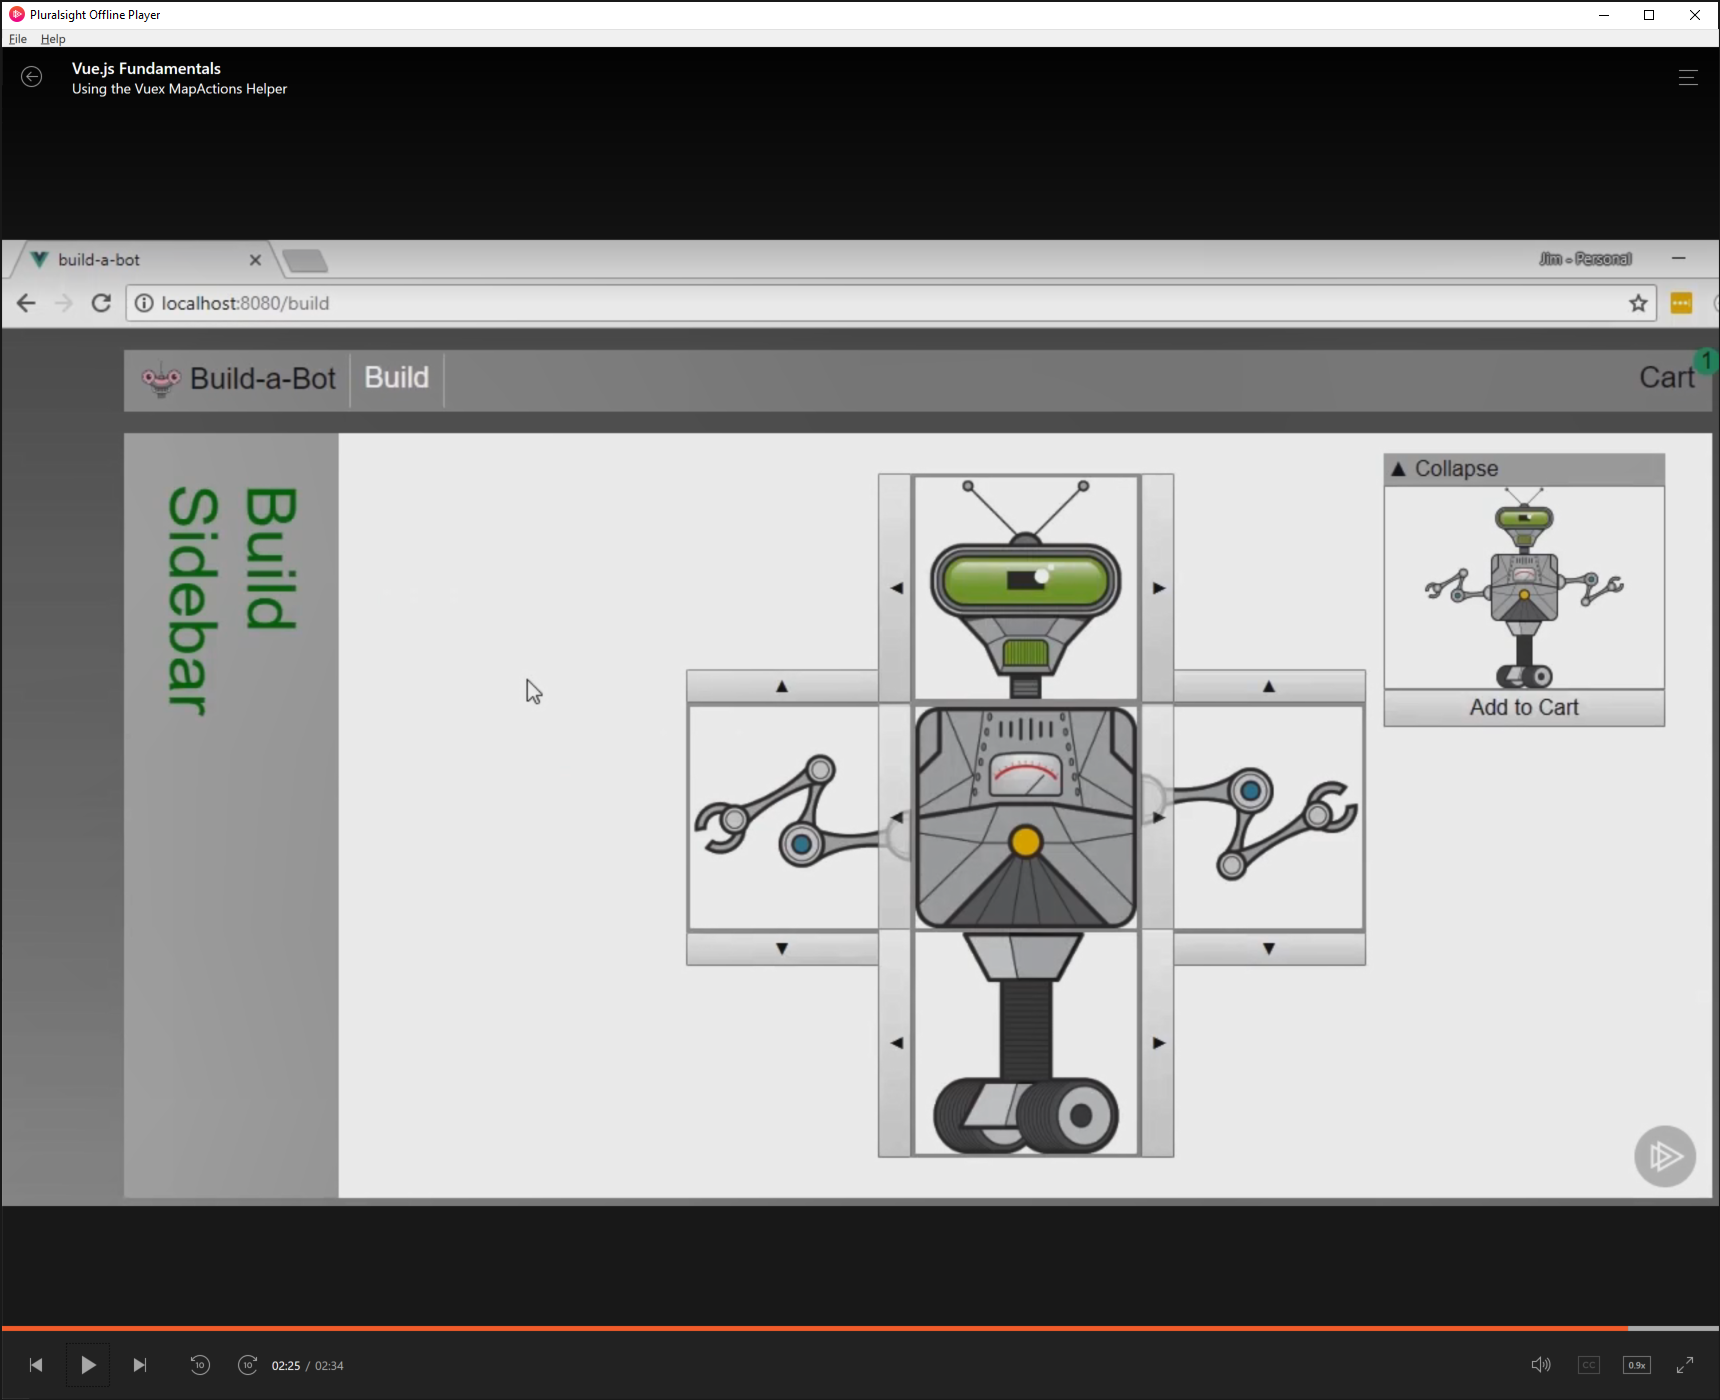 Pluralsight Offline Player
File Help
Vue.js Fundamentals
Using the Vuex MapActions Helper
build-a-bot
Jim - Personal
localhost:8080/build
Build-a-Bot
Build
Cart
1
Build
Sidebar
▲ Collapse
Add to Cart
10
10
02:25 / 02:34
CC
0.9x